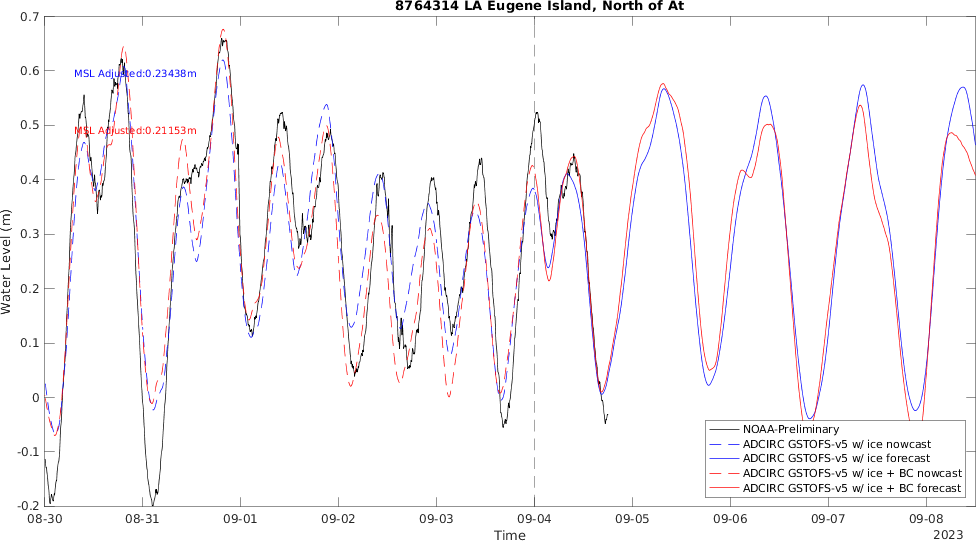 8764314 LA Eugene Island, North of At
0.7
0.6
0.5
0.4
0.3
0.2
0.1
0
-0.1
-0.2
Water Level (m)
MSL Adjusted:0.23438m
MSL Adjusted:0.21153m
NOAA-Preliminary
ADCIRC GSTOFS-v5 w/ ice nowcast
ADCIRC GSTOFS-v5 w/ ice forecast
ADCIRC GSTOFS-v5 w/ ice + BC nowcast
ADCIRC GSTOFS-v5 w/ ice + BC forecast
08-30 08-31 09-01 09-02 09-03 09-04 09-05 09-06 09-07 09-08
Time
2023